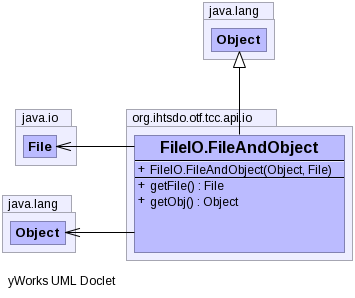 java.lang
Object
java.io
File
org.ihtsdo.otf.tcc.api.io
FileIO.FileAndObject
+ FileIO.FileAndObject(Object, File)
+ getFile() : File
+ getObj() : Object
java.lang
Object
yWorks UML Doclet